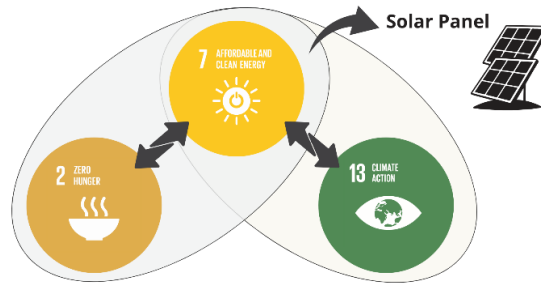 Solar Panel
7 AFFORDABLE AND
CLEAN ENERGY
2 ZERO
HUNGER
13 CLIMATE
ACTION